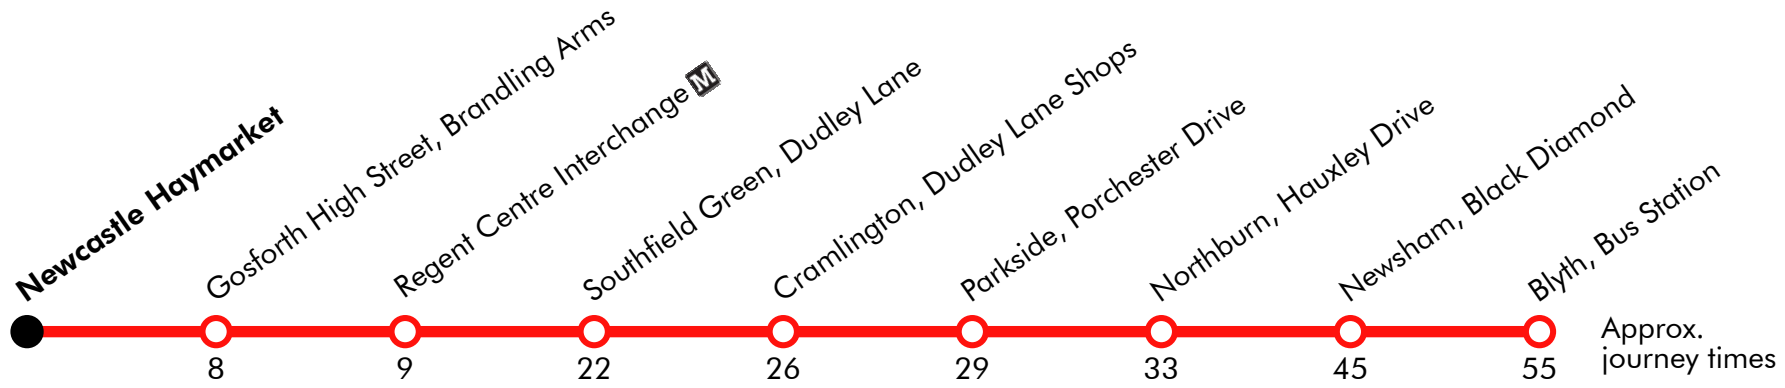 Newcastle Haymarket
Gosforth High Street, Brandling Arms
Regent Centre Interchange M
Southfield Green, Dudley Lane
Cramlington, Dudley Lane Shops
Parkside, Porchester Drive
Northburn, Hauxley Drive
Newsham, Black Diamond
Blyth, Bus Station
8 9 22 26 29 33 45 55
Approx.
journey times